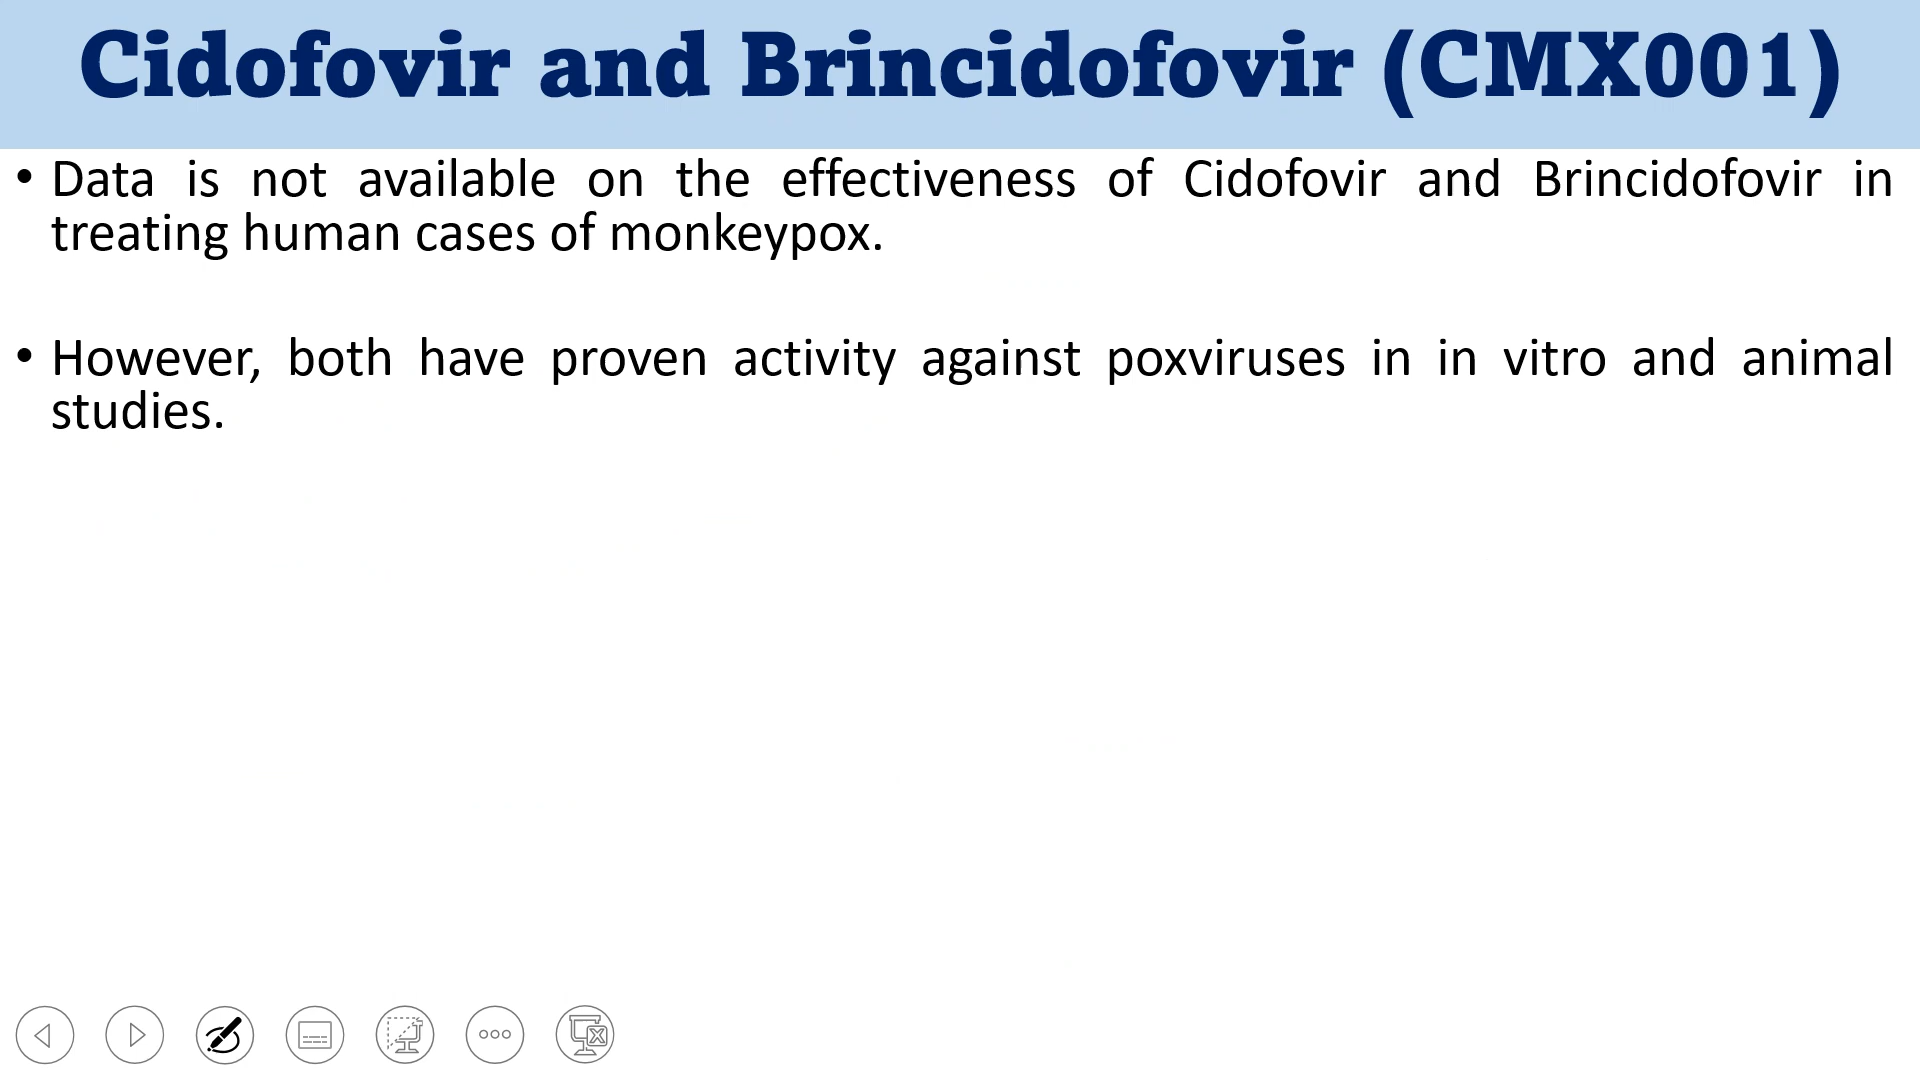 Cidofovir and Brincidofovir (CMX001)
• Data is not available on the effectiveness of Cidofovir and Brincidofovir in
treating human cases of monkeypox.
• However, both have proven activity against poxviruses in in vitro and animal
studies.